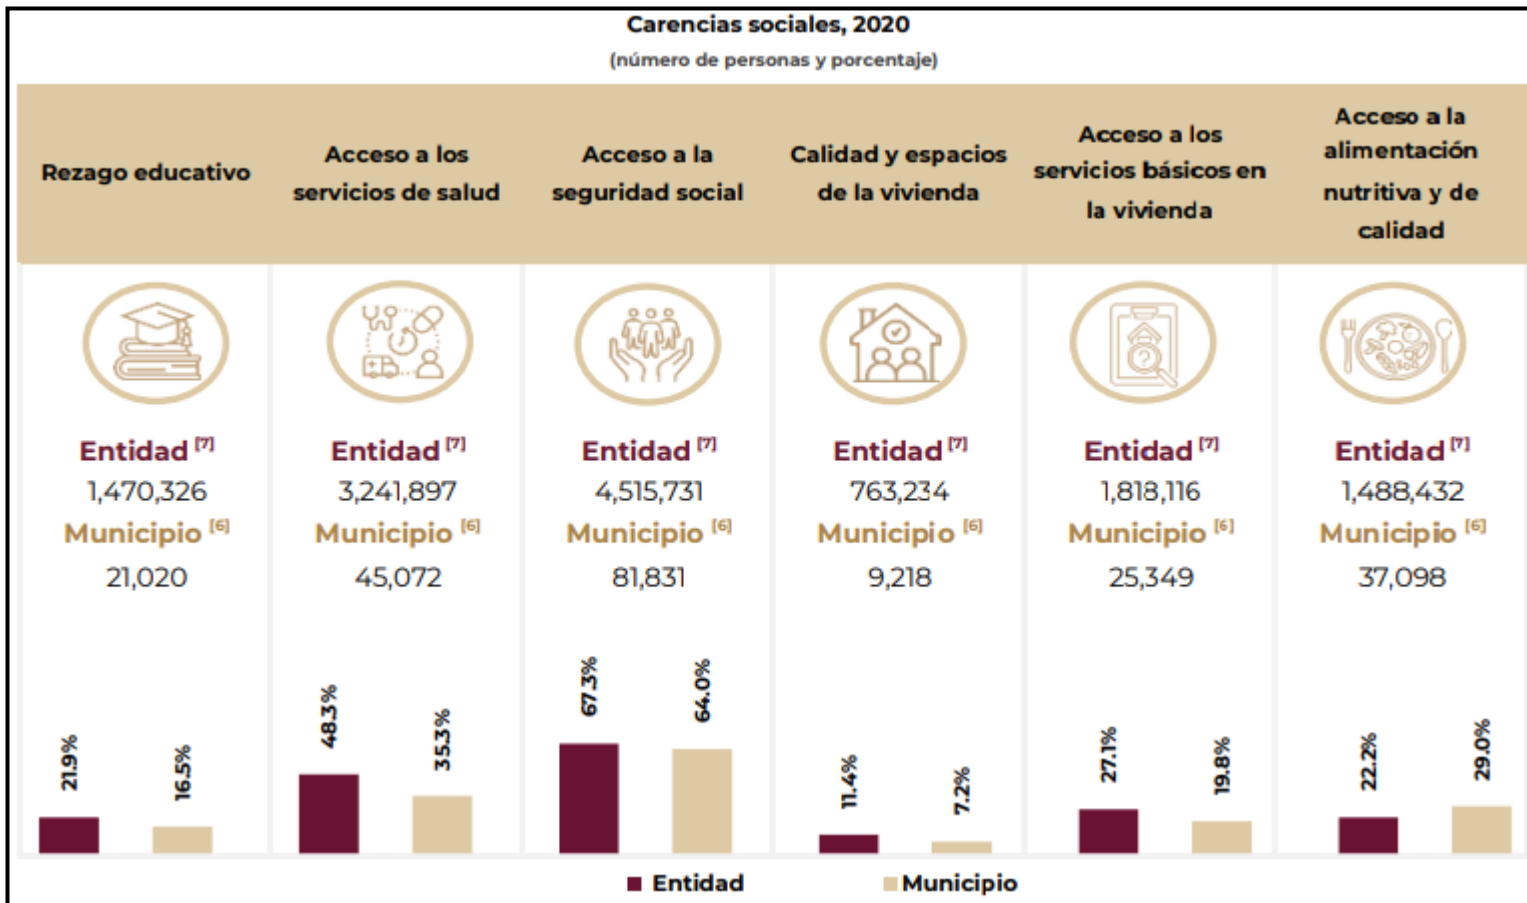 Carencias sociales, 2020
(número de personas y porcentaje)
Rezago educativo
Acceso a los
servicios de salud
Acceso a la
seguridad social
Calidad y espacios
de la vivienda
Acceso a los
servicios básicos en
la vivienda
Acceso a la
alimentación
nutritiva y de
calidad
Entidad [7]
1,470,326
Municipio [6]
21,020
Entidad [7]
3,241,897
Municipio [6]
45,072
Entidad [7]
4,515,731
Municipio [6]
81,831
Entidad [7]
763,234
Municipio [6]
9,218
Entidad [7]
1,818,116
Municipio [6]
25,349
Entidad [7]
1,488,432
Municipio [6]
37,098
21.9%
16.5%
48.3%
35.3%
67.3%
64.0%
11.4%
7.2%
27.1%
19.8%
22.2%
29.0%
Entidad
Municipio